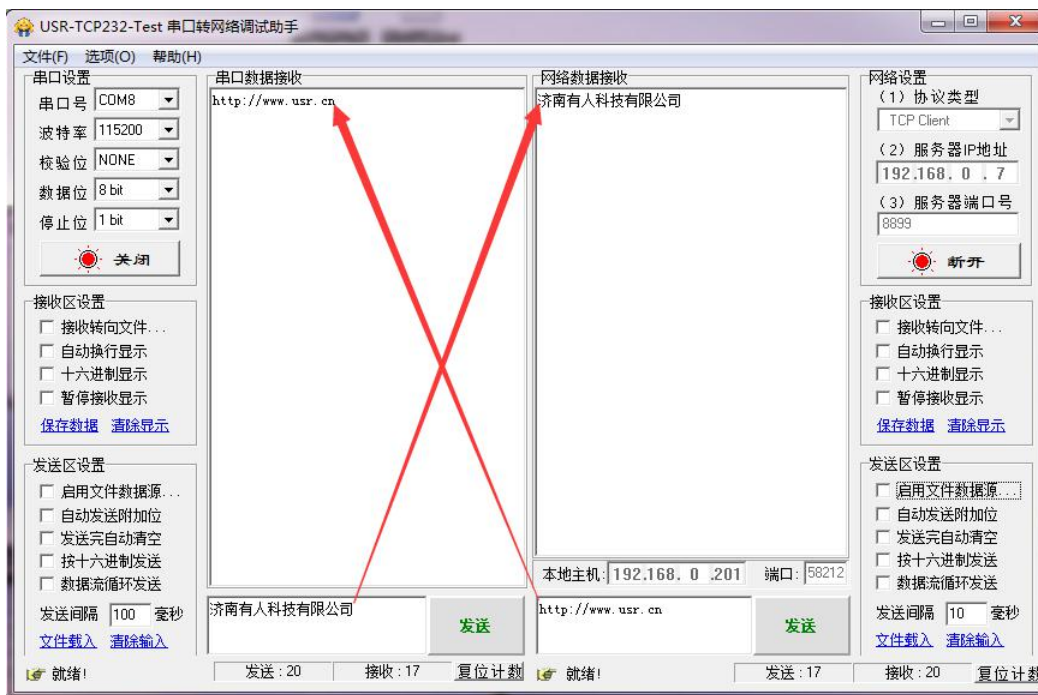 USR-TCP232-Test 串口转网络调试助手
文件(F) 选项(O) 帮助(H)
串口设置
串口号 COM8
波特率 115200
校验位 NONE
数据位 8 bit
停止位 1 bit
关闭
接收区设置
接收转向文件...
自动换行显示
十六进制显示
暂停接收显示
保存数据 清除显示
发送区设置
启用文件数据源...
自动发送附加位
发送完自动清空
按十六进制发送
数据流循环发送
发送间隔 100 毫秒
文件载入 清除输入
就绪!
串口数据接收
http://www.usr.cn
济南有人科技有限公司
发送
发送:20 接收:17 复位计数
网络数据接收
济南有人科技有限公司
本地主机: 192.168. 0 .201 端口: 58212
http://www.usr.cn
发送
就绪!
发送:17 接收:20 复位计数
网络设置
(1) 协议类型
TCP Client
(2) 服务器IP地址
192.168. 0 . 7
(3) 服务器端口号
8899
断开
接收区设置
接收转向文件...
自动换行显示
十六进制显示
暂停接收显示
保存数据 清除显示
发送区设置
启用文件数据源...
自动发送附加位
发送完自动清空
按十六进制发送
数据流循环发送
发送间隔 10 毫秒
文件载入 清除输入